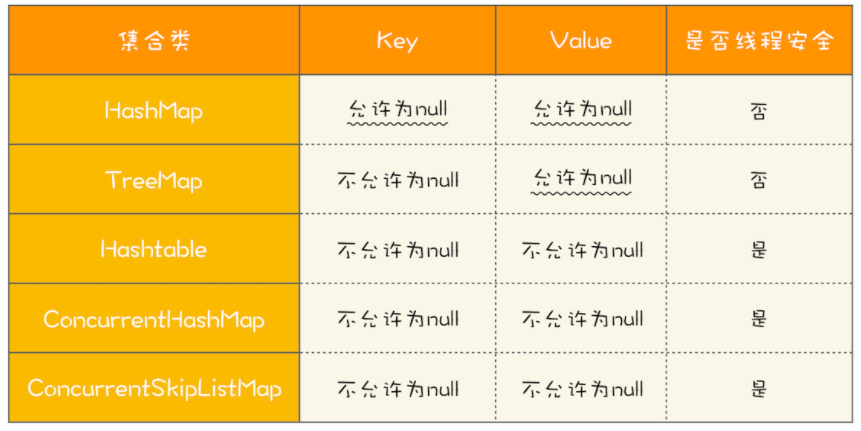 集合类 Key Value 是否线程安全
HashMap 允许为null 允许为null 否
TreeMap 不允许为null 允许为null 否
Hashtable 不允许为null 不允许为null 是
ConcurrentHashMap 不允许为null 不允许为null 是
ConcurrentSkipListMap 不允许为null 不允许为null 是